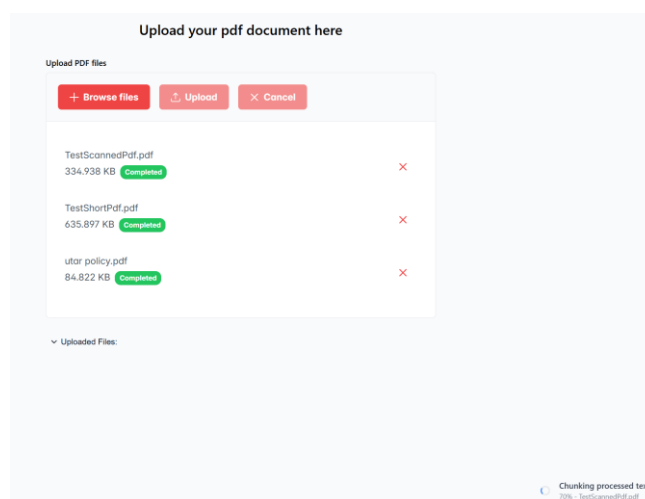 Upload your pdf document here
Upload PDF files
+ Browse files
Upload
× Cancel
TestScannedPdf.pdf
334.938 KB Completed
TestShortPdf.pdf
635.897 KB Completed
utar policy.pdf
84.822 KB Completed
Uploaded Files:
Chunking processed te
70% - TestScannedPdf.pdf